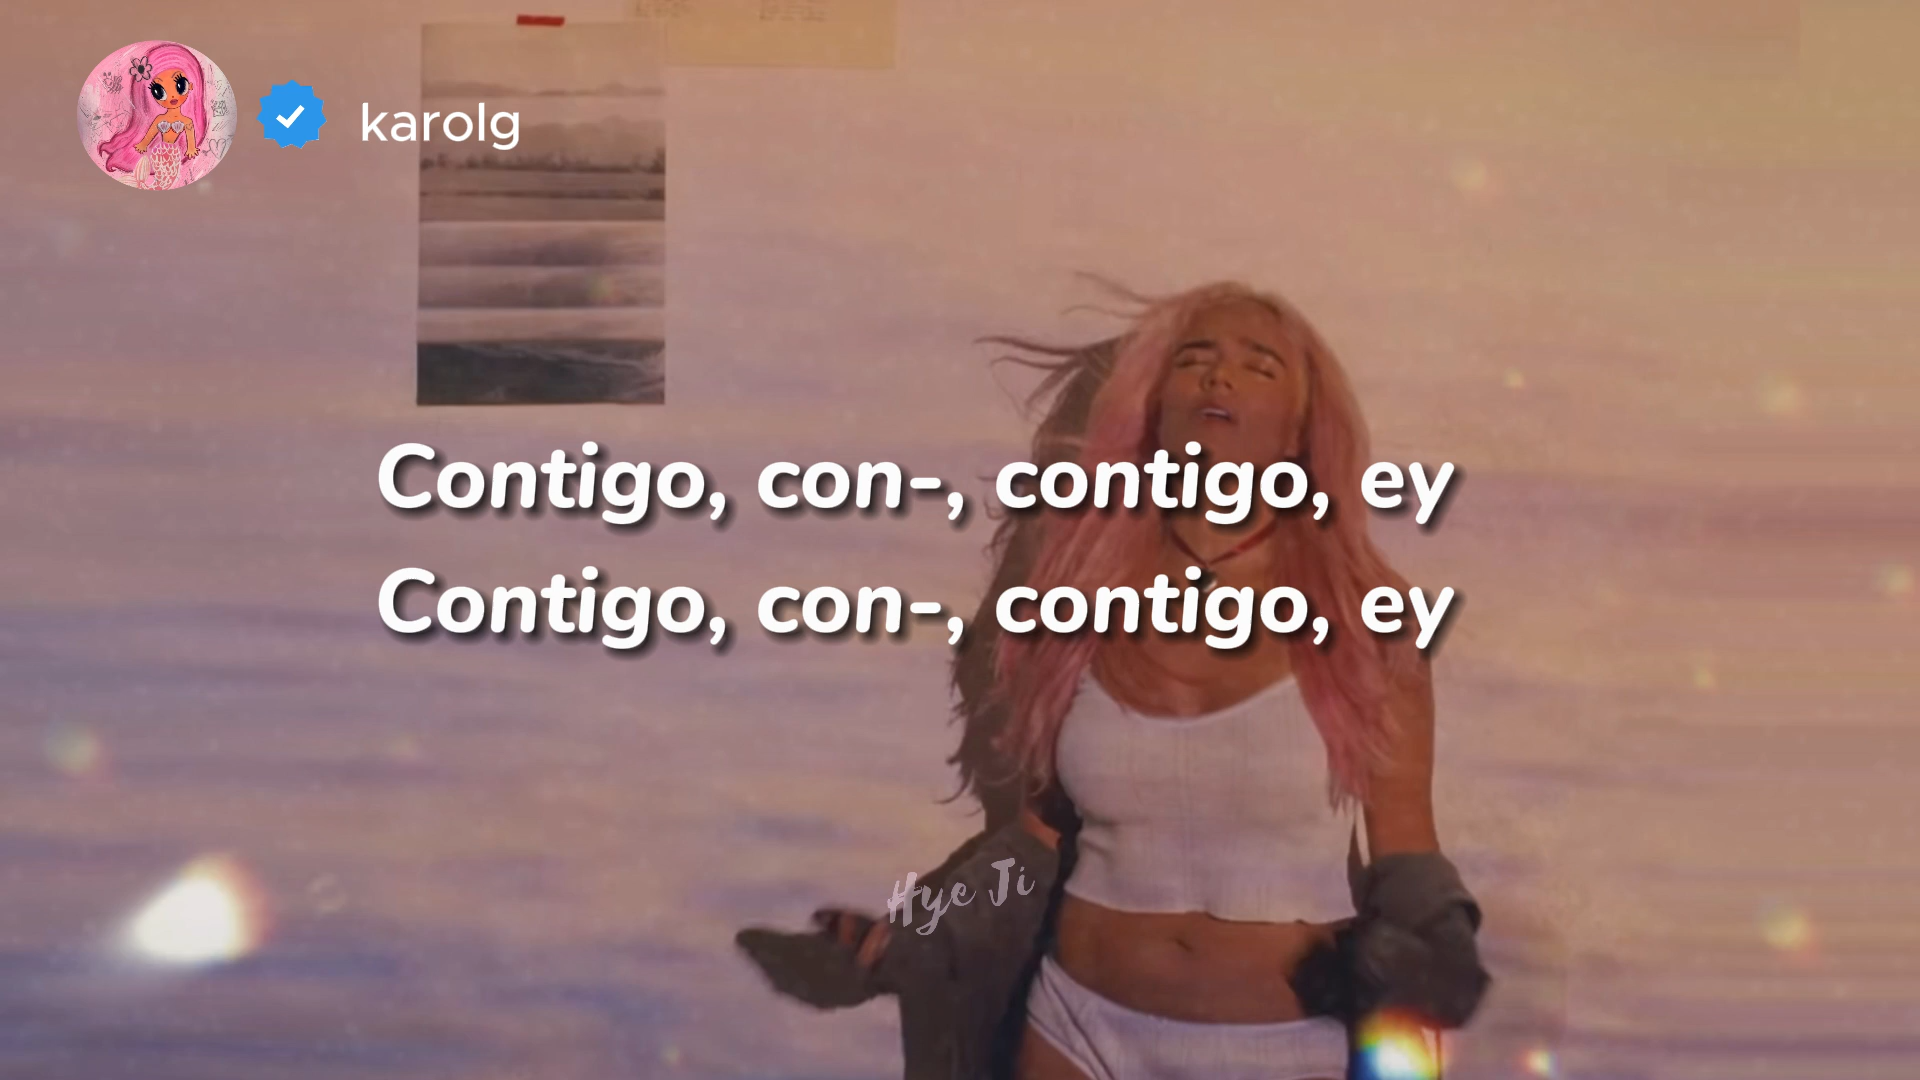 karolg
Contigo, con-, contigo, ey
Contigo, con-, contigo, ey
Hye Ji